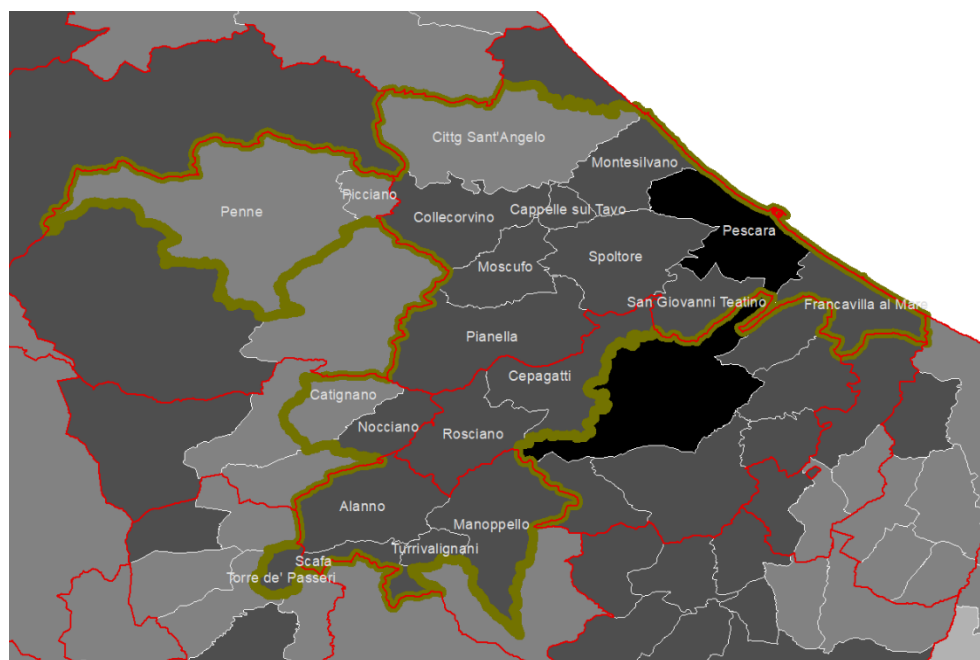 Cittg Sant'Angelo
Montesilvano
Picciano
Penne
Collecorvino
Cappelle sul Tavo
Pescara
Spoltore
Moscufo
San Giovanni Teatino
Francavilla al Mare
Pianella
Cepagatti
Catignano
Nocciano
Rosciano
Alanno
Manoppello
Turrivalignani
Scafa
Torre de' Passeri